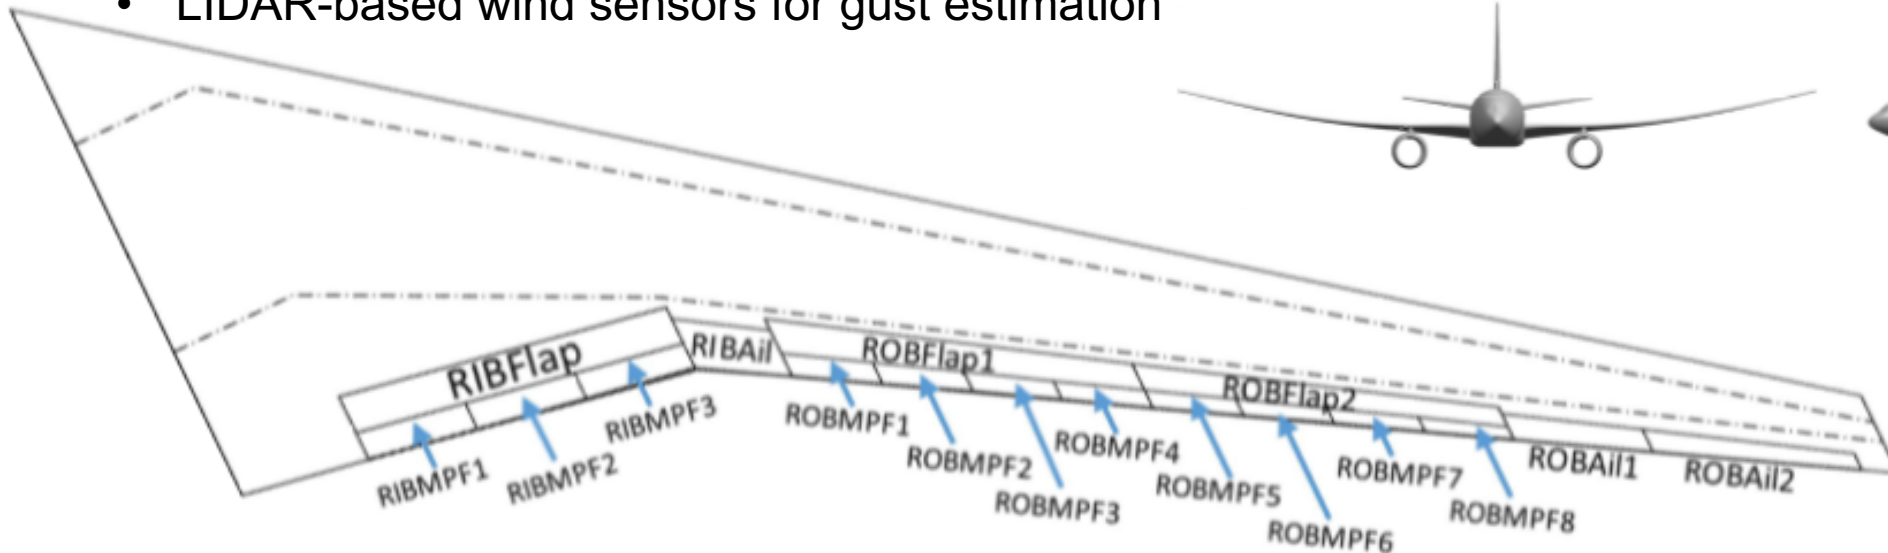 • LIDAR-based wind sensors for gust estimation
RIBFlap
RIBAil
ROBFlap1
ROBFlap2
RIBMPF1
RIBMPF2
RIBMPF3
ROBMPF1
ROBMPF2
ROBMPF3
ROBMPF4
ROBMPF5
ROBMPF6
ROBMPF7
ROBMPF8
ROBAil1
ROBAil2